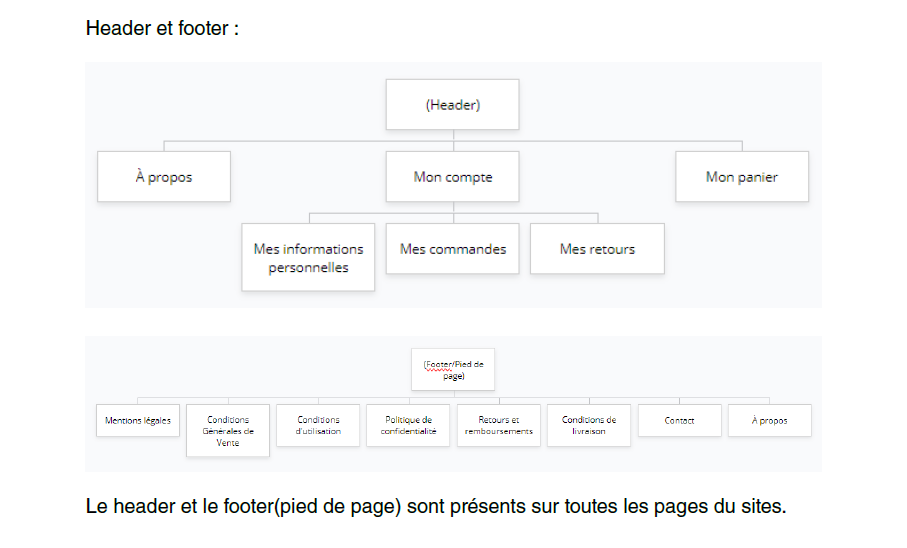 Header et footer :
(Header)
À propos
Mon compte
Mon panier
Mes informations
personnelles
Mes commandes
Mes retours
(Footer/Pied de
page)
Mentions légales
Conditions
Générales de
Vente
Conditions
d'utilisation
Politique de
confidentialité
Retours et
remboursements
Conditions de
livraison
Contact
À propos
Le header et le footer(pied de page) sont présents sur toutes les pages du sites.